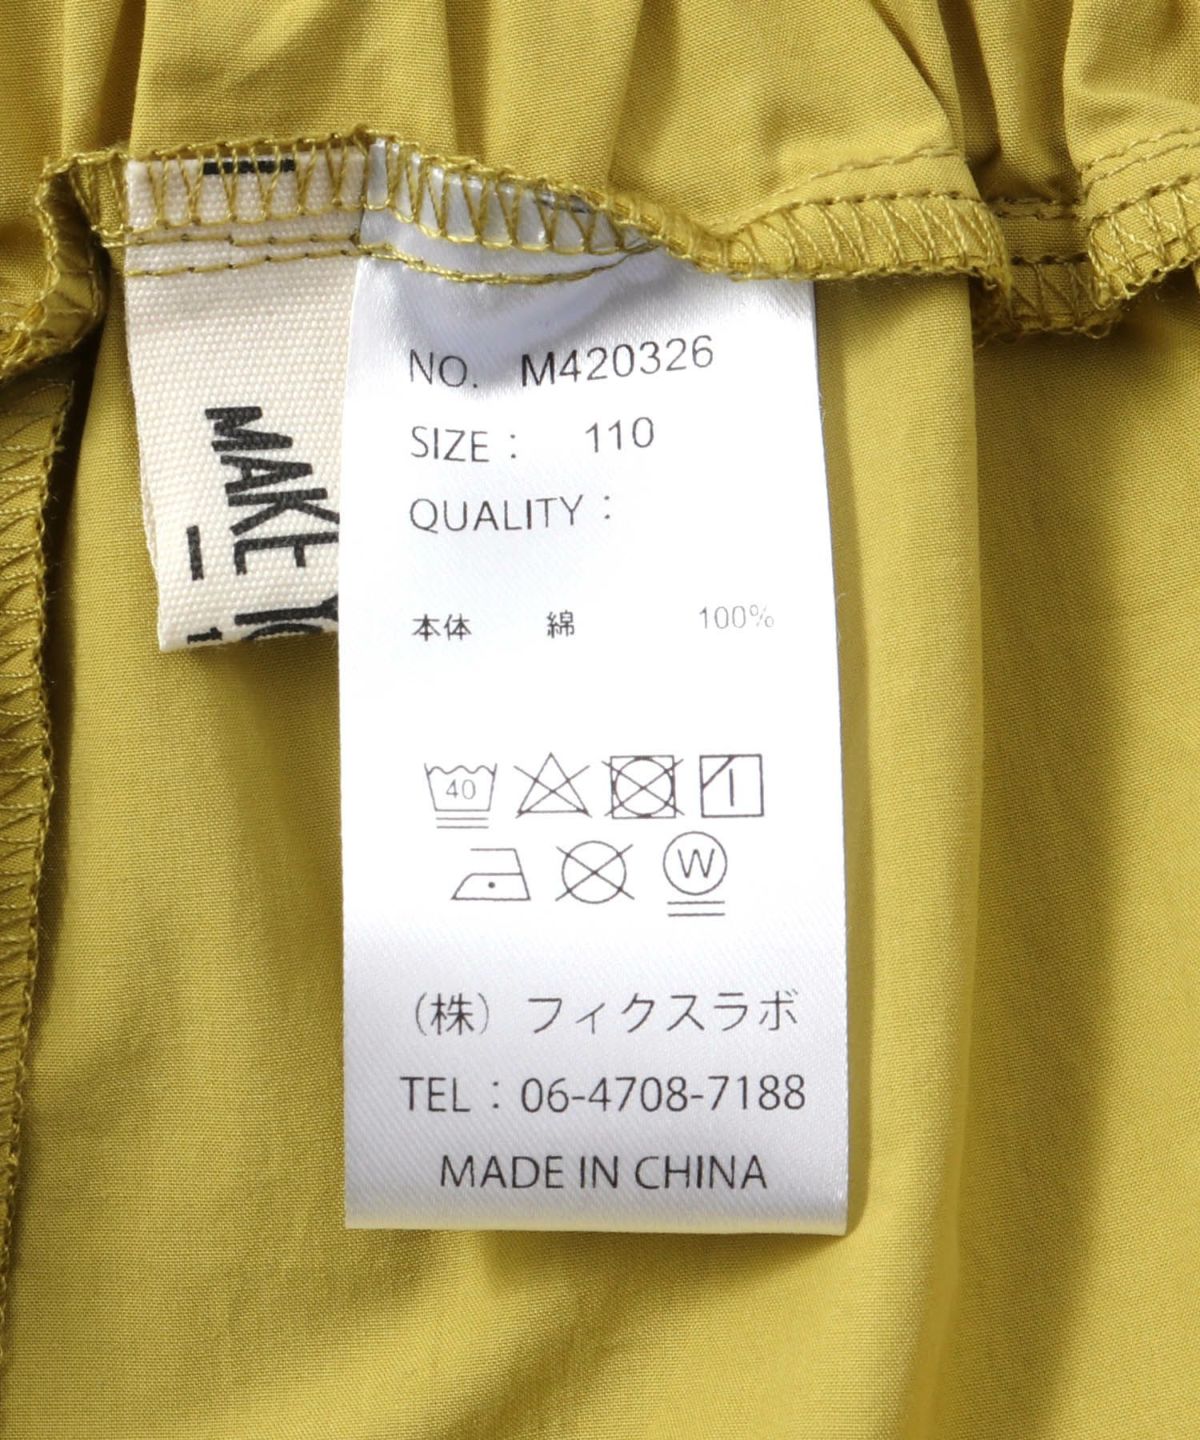 MAKE
NO. M420326
SIZE : 110
QUALITY :
本体 綿 100%
40
W
(株) フィクスラボ
TEL : 06-4708-7188
MADE IN CHINA